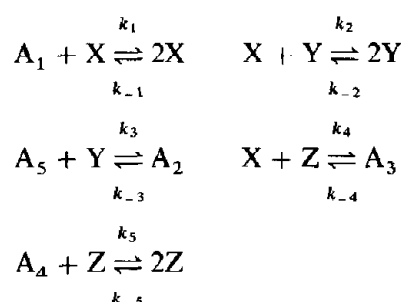 A₁ + X k₁ ⇌ k₋₁ 2X X + Y k₂ ⇌ k₋₂ 2Y
A₅ + Y k₃ ⇌ k₋₃ A₂ X + Z k₄ ⇌ k₋₄ A₃
A₄ + Z k₅ ⇌ k₋₅ 2Z